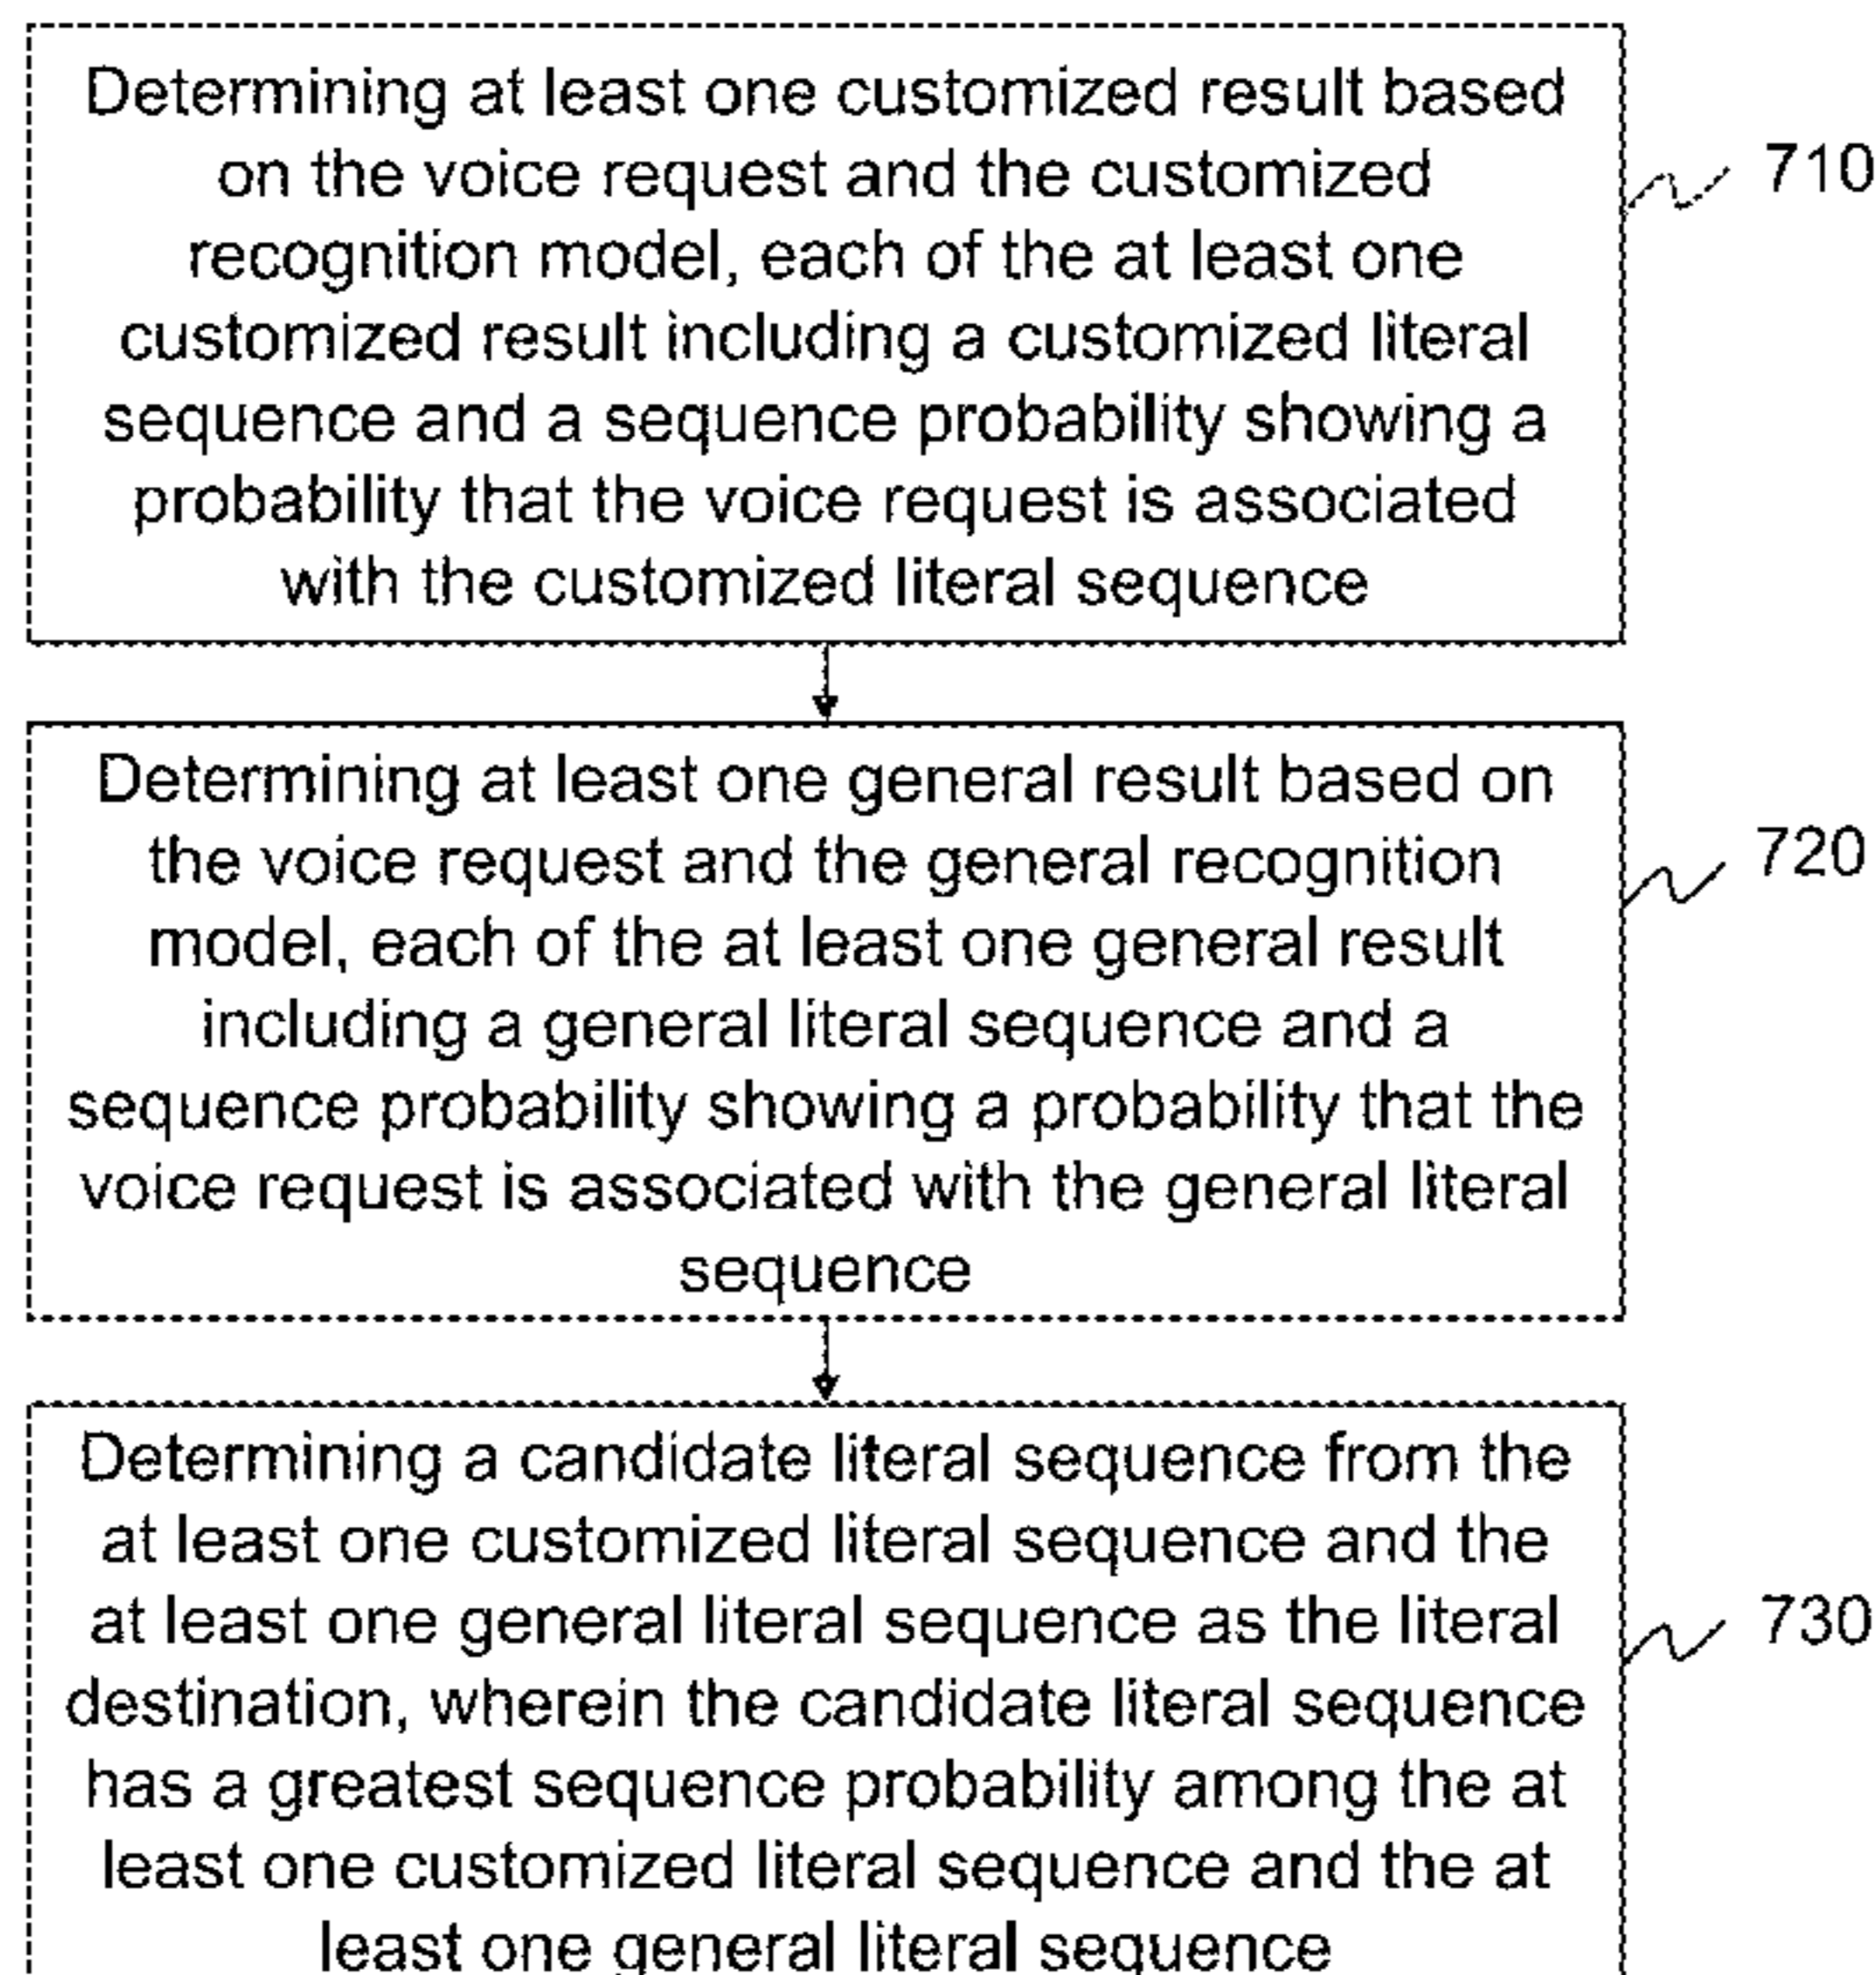 Determining at least one customized result based
on the voice request and the customized
recognition model, each of the at least one
customized result including a customized literal
sequence and a sequence probability showing a
probability that the voice request is associated
with the customized literal sequence
710
Determining at least one general result based on
the voice request and the general recognition
model, each of the at least one general result
including a general literal sequence and a
sequence probability showing a probability that the
voice request is associated with the general literal
sequence
720
Determining a candidate literal sequence from the
at least one customized literal sequence and the
at least one general literal sequence as the literal
destination, wherein the candidate literal sequence
has a greatest sequence probability among the at
least one customized literal sequence and the at
least one general literal sequence
730